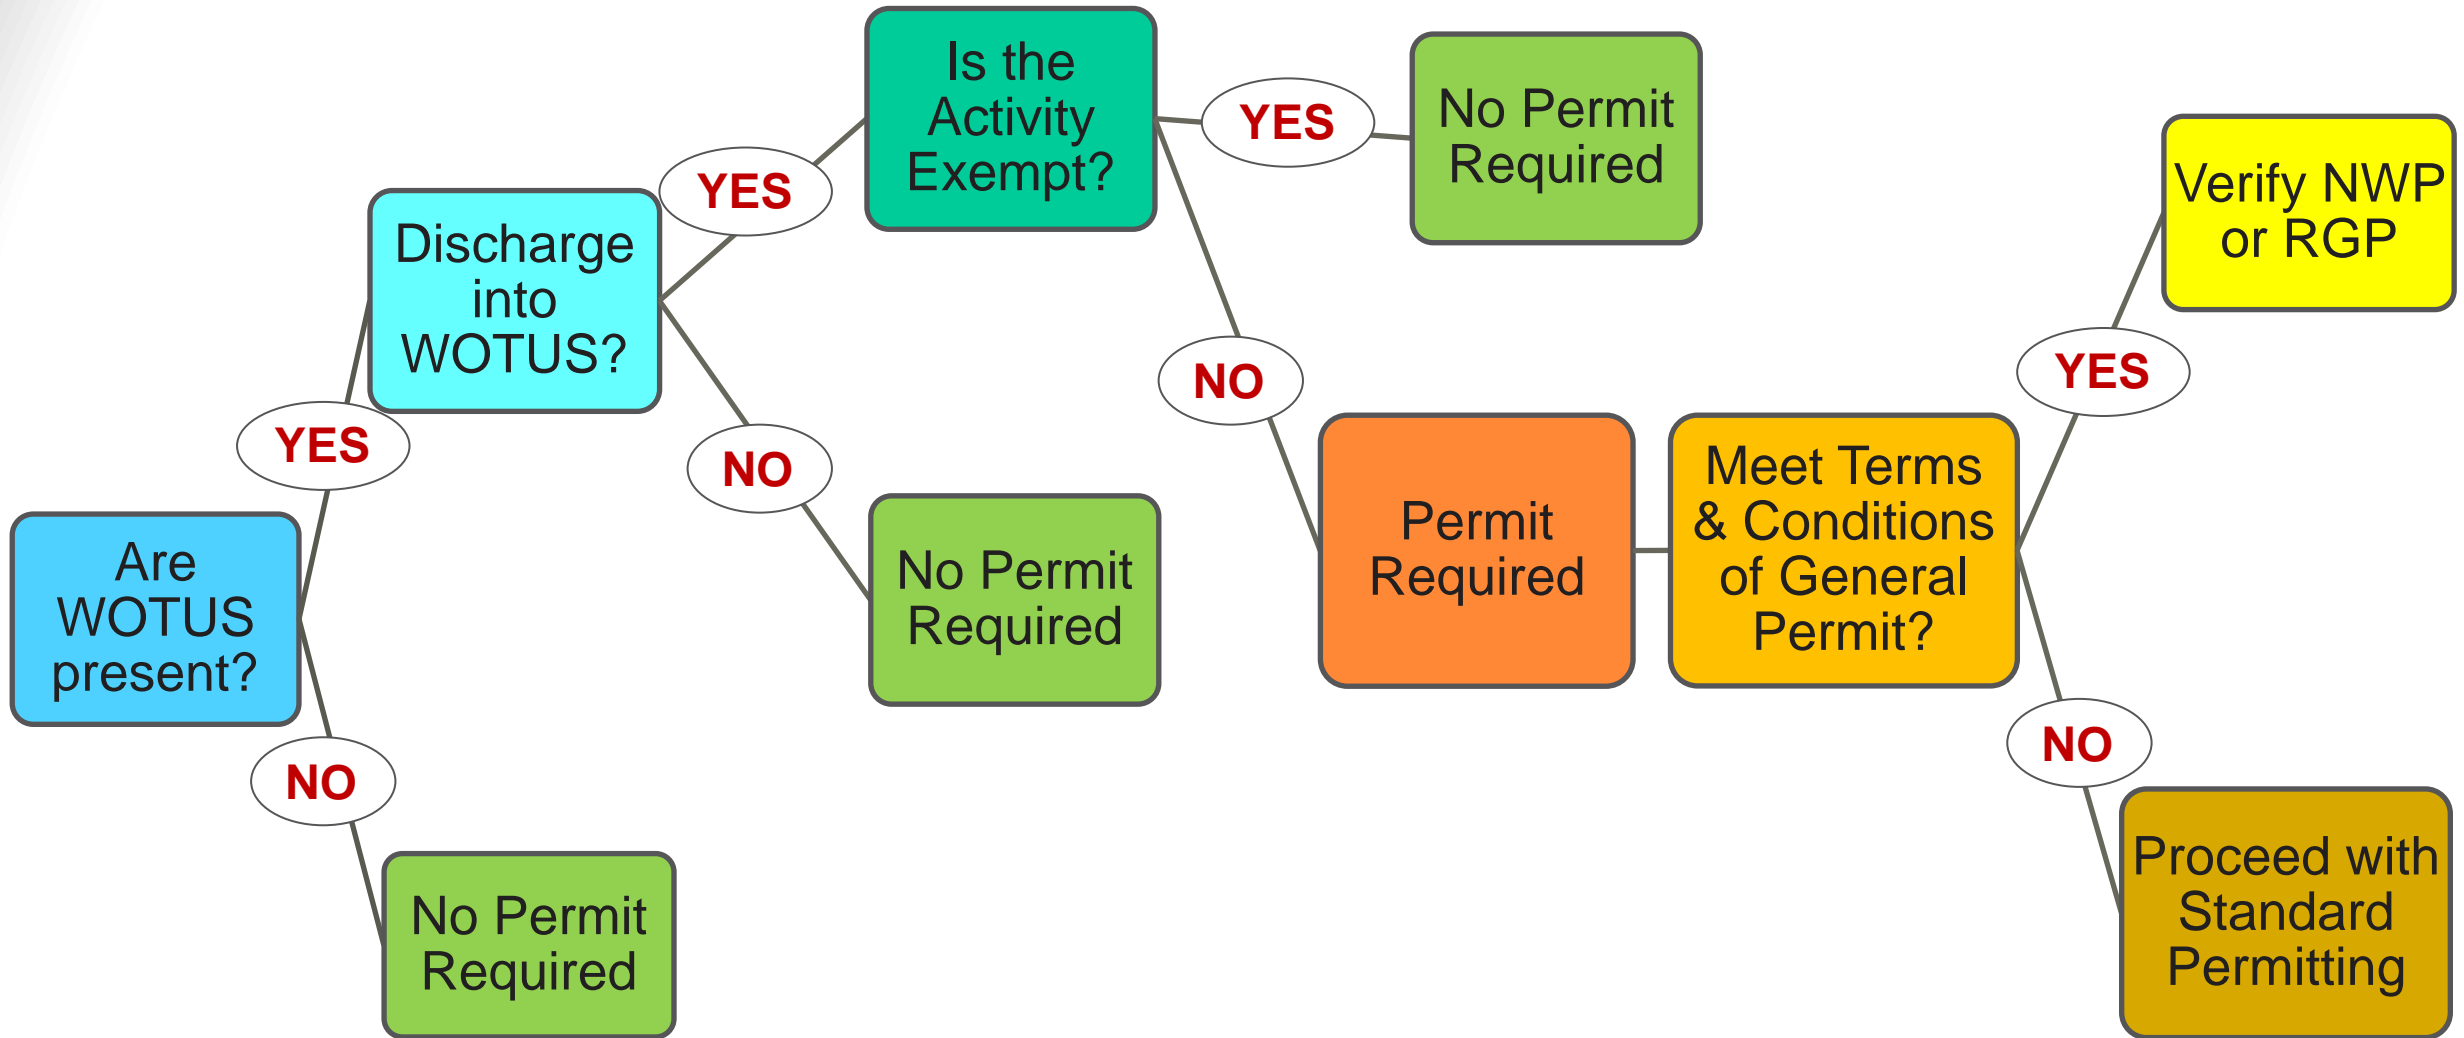 Are
WOTUS
present?
YES
NO
No Permit
Required
Discharge
into
WOTUS?
YES
NO
No Permit
Required
Is the
Activity
Exempt?
YES
No Permit
Required
NO
Permit
Required
Meet Terms
& Conditions
of General
Permit?
YES
Verify NWP
or RGP
NO
Proceed with
Standard
Permitting